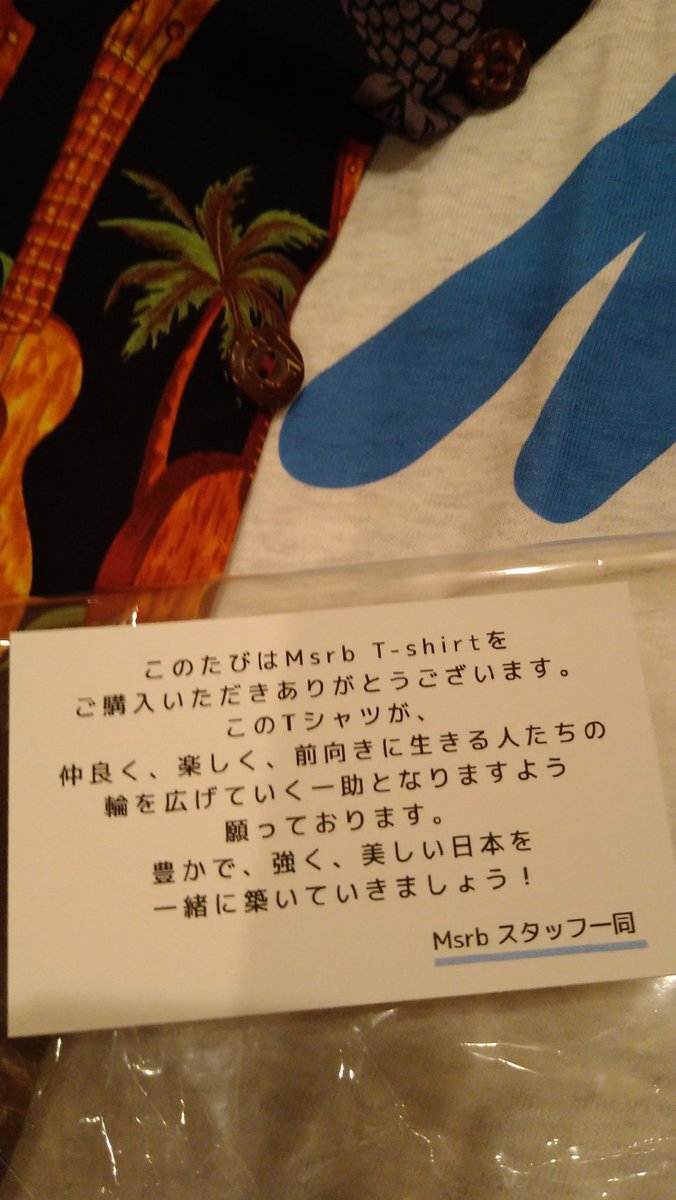 このたびはMsrb T-shirtを
ご購入いただきありがとうございます。
このTシャツが、
仲良く、楽しく、前向きに生きる人たちの
輪を広げていく一助となりますよう
願っております。
豊かで、強く、美しい日本を
一緒に築いていきましょう！
Msrb スタッフ一同